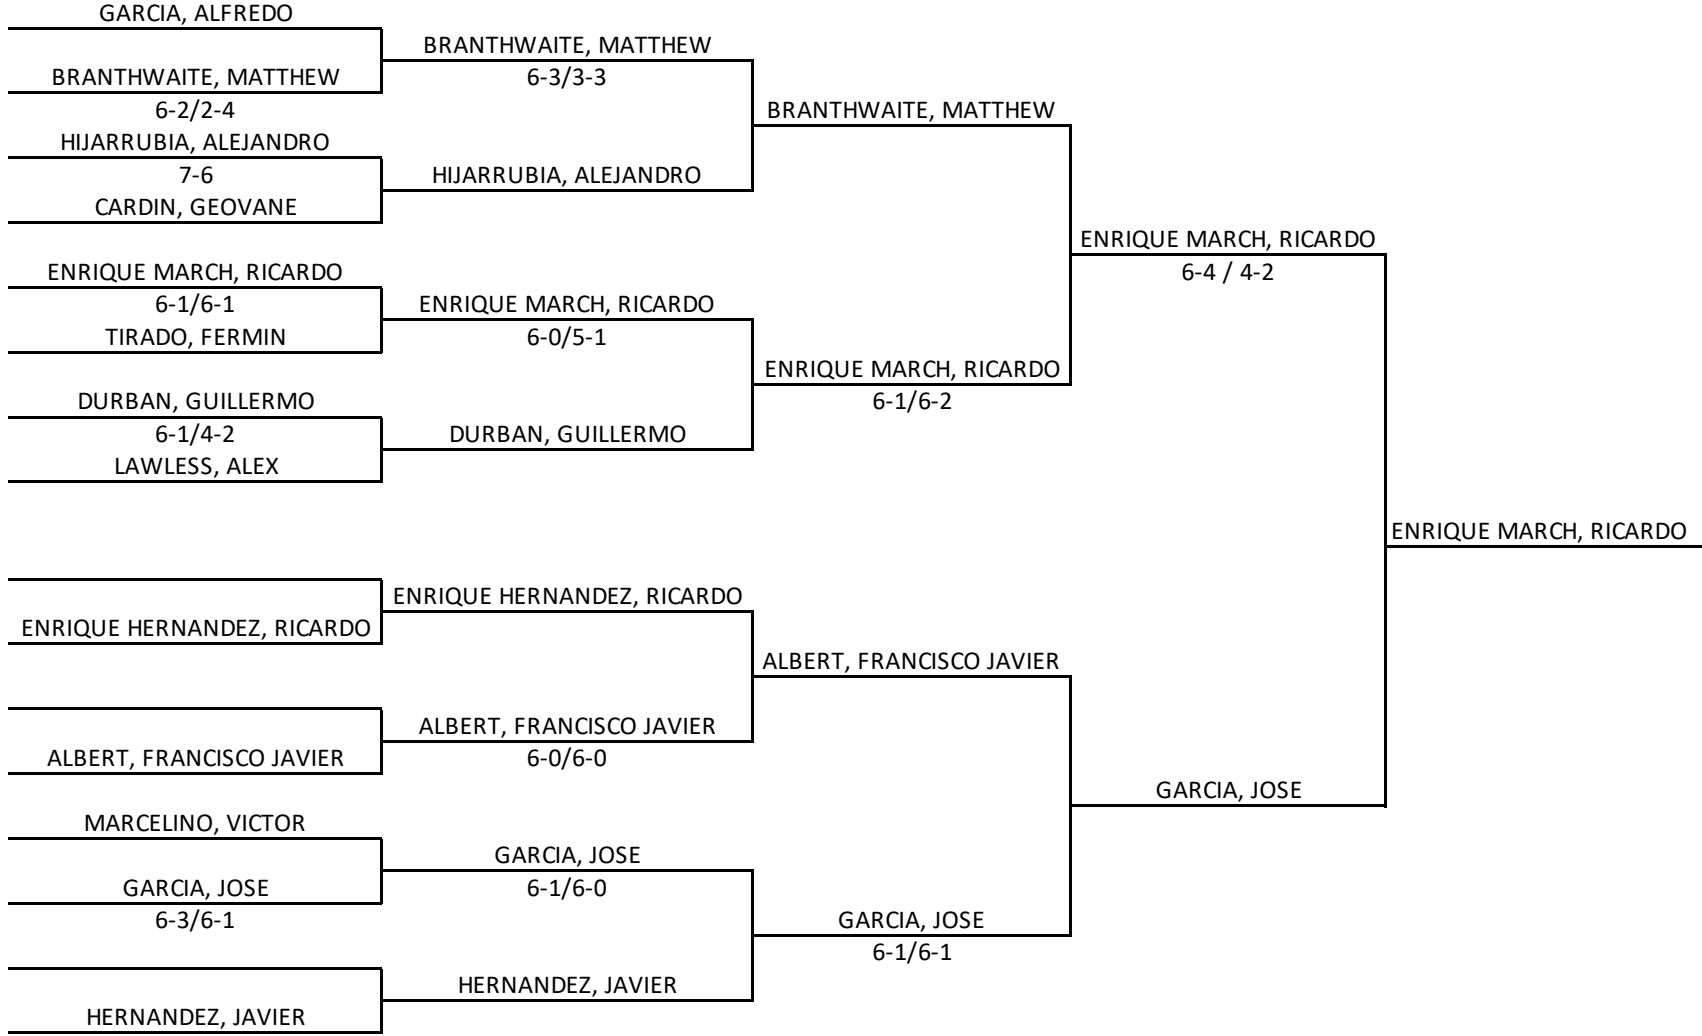 GARCIA, ALFREDO
BRANTHWAITE, MATTHEW
6-2/2-4
HIJARRUBIA, ALEJANDRO
7-6
CARDIN, GEOVANE
ENRIQUE MARCH, RICARDO
6-1/6-1
TIRADO, FERMIN
DURBAN, GUILLERMO
6-1/4-2
LAWLESS, ALEX
ENRIQUE HERNANDEZ, RICARDO
ALBERT, FRANCISCO JAVIER
MARCELINO, VICTOR
GARCIA, JOSE
6-3/6-1
HERNANDEZ, JAVIER
BRANTHWAITE, MATTHEW
6-3/3-3
HIJARRUBIA, ALEJANDRO
ENRIQUE MARCH, RICARDO
6-0/5-1
DURBAN, GUILLERMO
ENRIQUE HERNANDEZ, RICARDO
ALBERT, FRANCISCO JAVIER
6-0/6-0
GARCIA, JOSE
6-1/6-0
HERNANDEZ, JAVIER
BRANTHWAITE, MATTHEW
ENRIQUE MARCH, RICARDO
6-1/6-2
ALBERT, FRANCISCO JAVIER
GARCIA, JOSE
6-1/6-1
ENRIQUE MARCH, RICARDO
6-4 / 4-2
GARCIA, JOSE
ENRIQUE MARCH, RICARDO